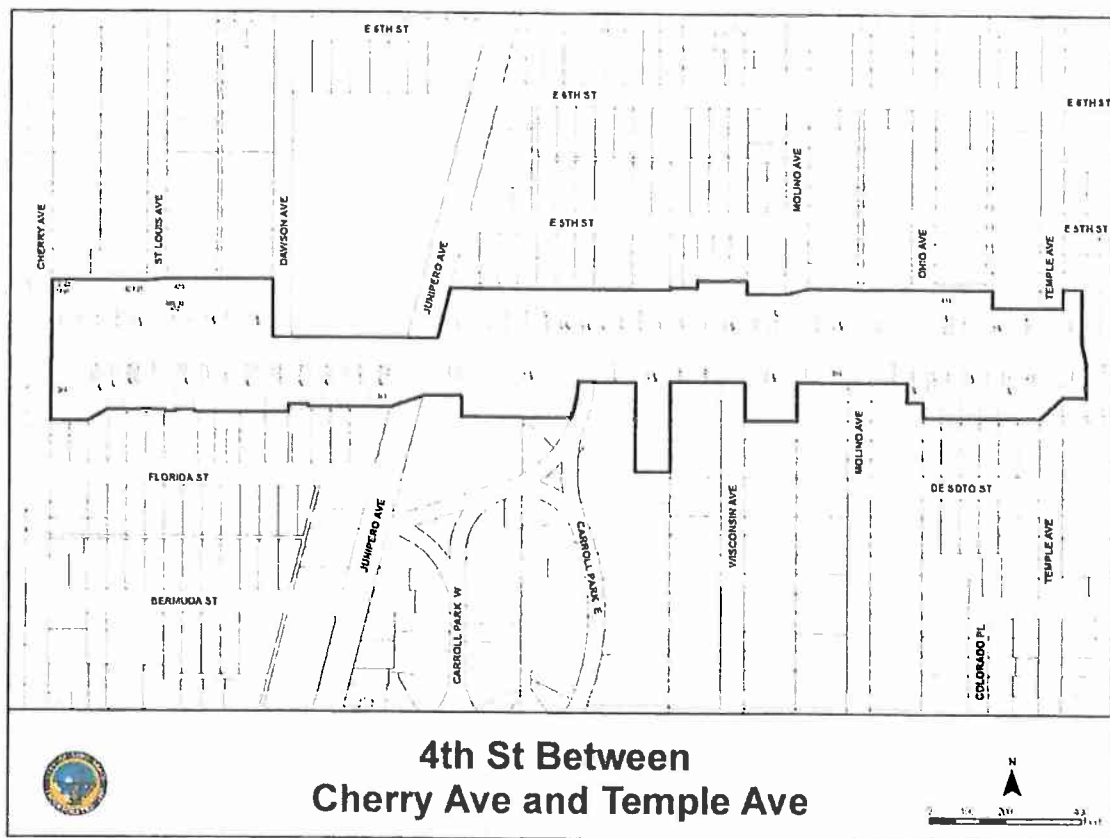 E 6TH ST
E 6TH ST
E 6TH ST
MOLINO AVE
CHERRY AVE
ST LOUIS AVE
DAWSON AVE
JUNIPERO AVE
E 5TH ST
OHIO AVE
TEMPLE AVE
E 5TH ST
FLORIDA ST
JUNIPERO AVE
CARROLL PARK W
CARROLL PARK E
WISCONSIN AVE
MOLINO AVE
DE SOTO ST
TEMPLE AVE
BERMUDA ST
COLORADO PL
4th St Between
Cherry Ave and Temple Ave
N